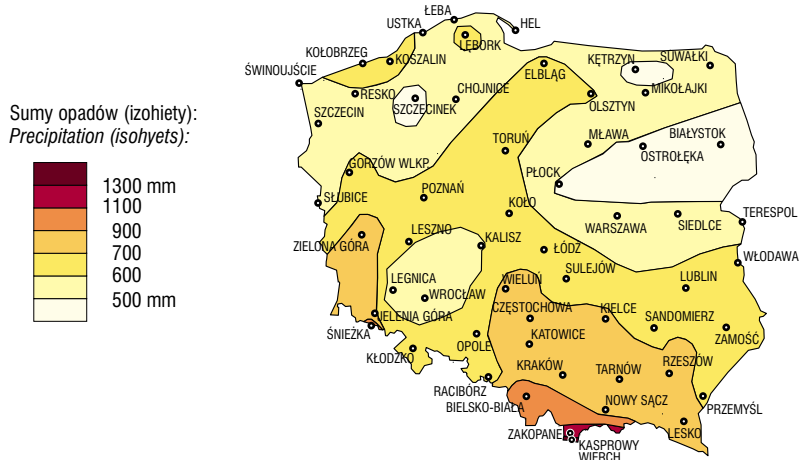 ŁEBA
USTKA
HEL
LĘBORK
KOŁOBRZEG
KOSZALIN
ŚWINOUJŚCIE
ELBLĄG
KĘTRZYN
SUWAŁKI
RESKO
SZCZECINEK
CHOJNICE
OLSZTYN
MIKOŁAJKI
SZCZECIN
Sumy opadów (izohiety):
Precipitation (isohyets):
1300 mm
1100
900
700
600
500 mm
TORUŃ
MŁAWA
BIAŁYSTOK
OSTROŁĘKA
GORZÓW WLKP.
PŁOCK
SŁUBICE
POZNAŃ
KOŁO
WARSZAWA
SIEDLCE
TERESPOL
ZIELONA GÓRA
LESZNO
KALISZ
ŁÓDŹ
WŁODAWA
SULEJÓW
LEGNICA
WROCŁAW
WIELUŃ
LUBLIN
JELENIA GÓRA
CZĘSTOCHOWA
KIELCE
SANDOMIERZ
ŚNIEŻKA
KŁODZKO
OPOLE
KATOWICE
ZAMOŚĆ
KRAKÓW
TARNÓW
RZESZÓW
RACIBÓRZ
BIELSKO-BIAŁA
NOWY SĄCZ
PRZEMYŚL
ZAKOPANE
LESKO
KASPROWY
WIERCH